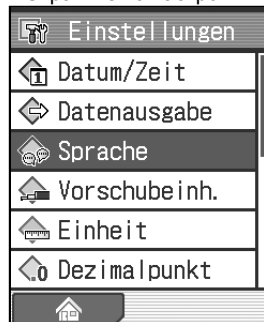 Einstellungen
Datum/Zeit
Datenausgabe
Sprache
Vorschubeinh.
Einheit
Dezimalpunkt